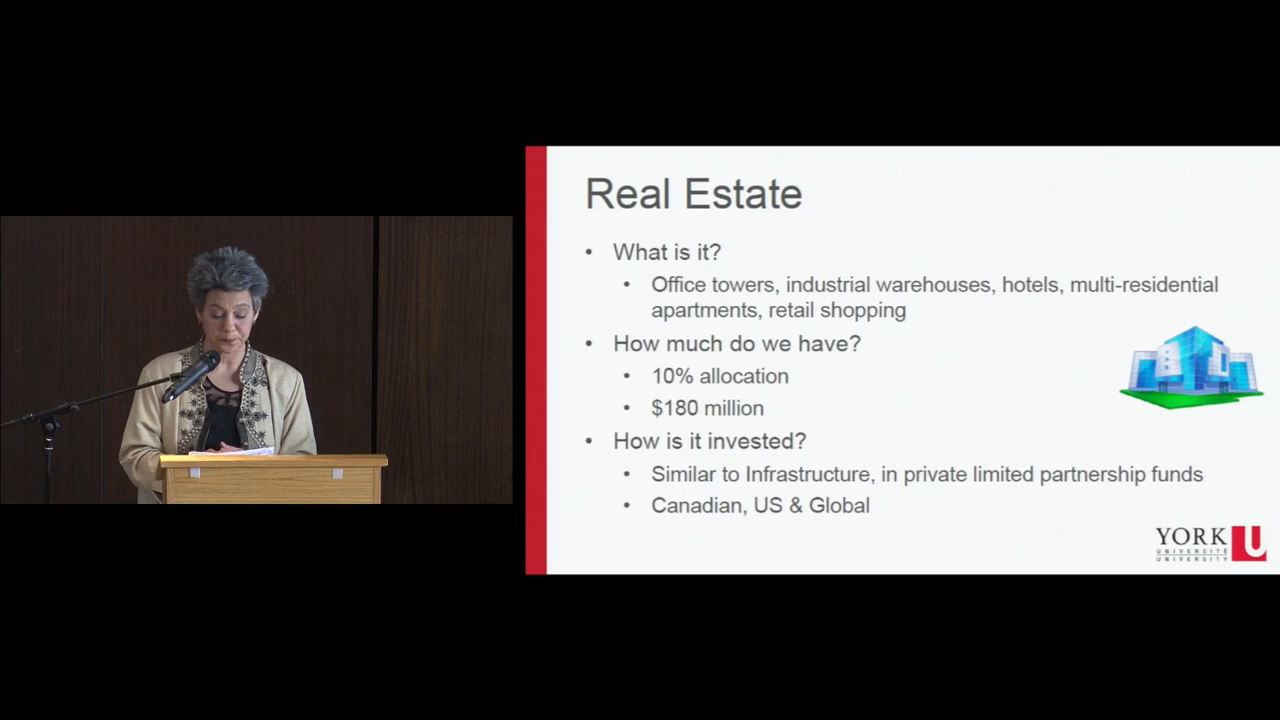 Real Estate
• What is it?
• Office towers, industrial warehouses, hotels, multi-residential
apartments, retail shopping
• How much do we have?
• 10% allocation
• $180 million
• How is it invested?
• Similar to Infrastructure, in private limited partnership funds
• Canadian, US & Global
YORK U
UNIVERSITÉ
UNIVERSITY